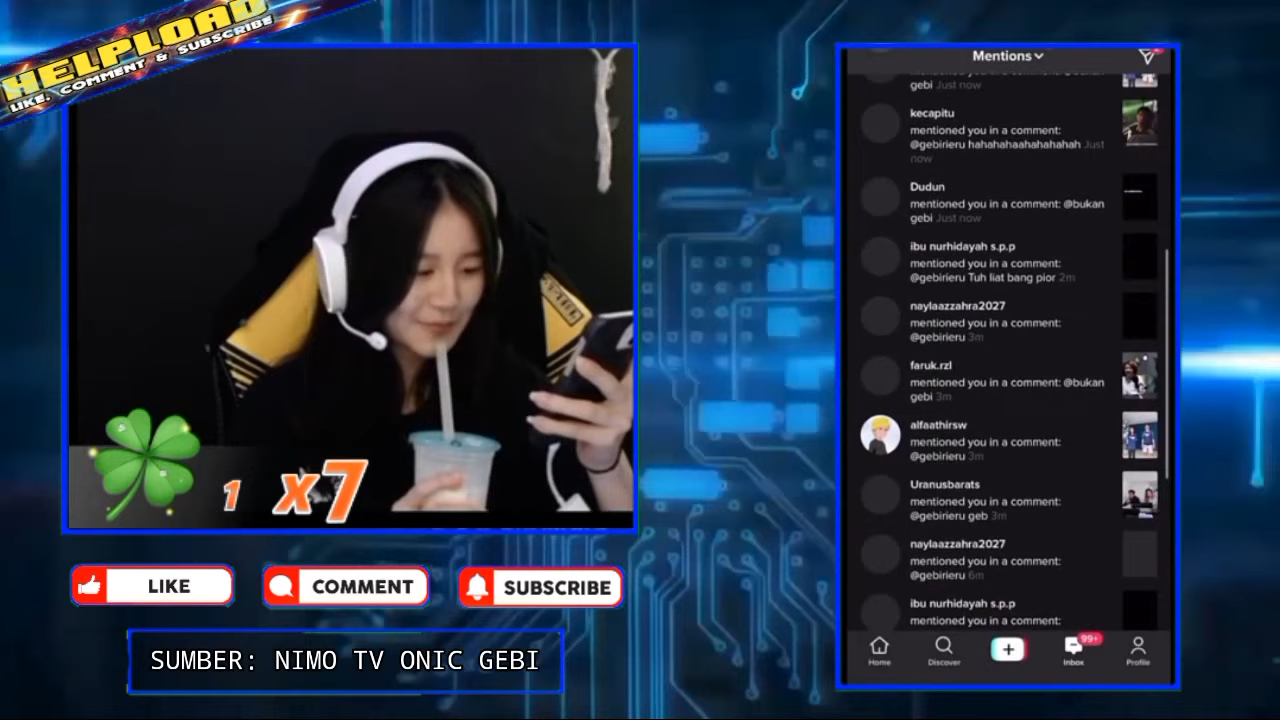 HELPLOAD
LIKE, COMMENT & SUBSCRIBE
1 x7
LIKE
COMMENT
SUBSCRIBE
SUMBER: NIMO TV ONIC GEBI
Mentions
gebi Just now
kecapitu
mentioned you in a comment:
@gebirieru hahahahaahahahahah Just
now
Dudun
mentioned you in a comment: @bukan
gebi Just now
ibu nurhidayah s.p.p
mentioned you in a comment:
@gebirieru Tuh liat bang pior 2m
naylaazzahra2027
mentioned you in a comment:
@gebirieru 3m
faruk.rzl
mentioned you in a comment: @bukan
gebi 3m
alfaathirsw
mentioned you in a comment:
@gebirieru 3m
Uranusbarats
mentioned you in a comment:
@gebirieru geb 3m
naylaazzahra2027
mentioned you in a comment:
@gebirieru 6m
ibu nurhidayah s.p.p
mentioned you in a comment:
99+
Home
Discover
Inbox
Profile